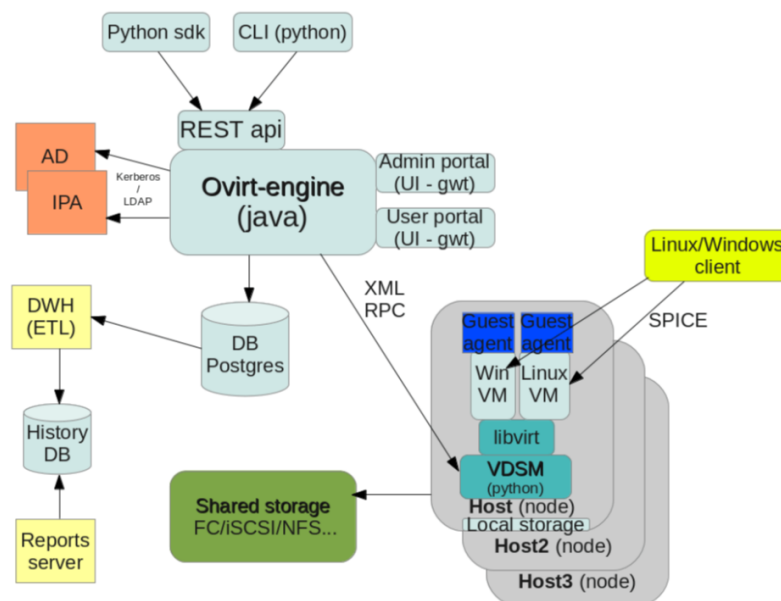 Python sdk
CLI (python)
REST api
AD
IPA
Kerberos
/
LDAP
Ovirt-engine
(java)
Admin portal
(UI - gwt)
User portal
(UI - gwt)
Linux/Windows
client
XML
RPC
SPICE
DWH
(ETL)
DB
Postgres
History
DB
Reports
server
Shared storage
FC/iSCSI/NFS...
Guest
agent
Guest
agent
Win
VM
Linux
VM
libvirt
VDSM
(python)
Host (node)
Local storage
Host2 (node)
Host3 (node)